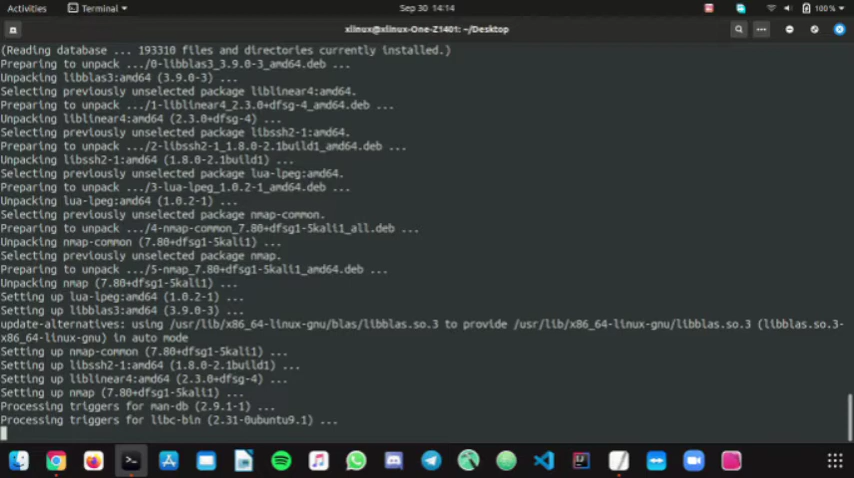 Activities
Terminal
Sep 30 14:14
100%
xlinux@xlinux-One-Z1401: ~/Desktop
(Reading database ... 193310 files and directories currently installed.)
Preparing to unpack .../0-libblas3_3.9.0-3_amd64.deb ...
Unpacking libblas3:amd64 (3.9.0-3) ...
Selecting previously unselected package liblinear4:amd64.
Preparing to unpack .../1-liblinear4_2.3.0+dfsg-4_amd64.deb ...
Unpacking liblinear4:amd64 (2.3.0+dfsg-4) ...
Selecting previously unselected package libssh2-1:amd64.
Preparing to unpack .../2-libssh2-1_1.8.0-2.1build1_amd64.deb ...
Unpacking libssh2-1:amd64 (1.8.0-2.1build1) ...
Selecting previously unselected package lua-lpeg:amd64.
Preparing to unpack .../3-lua-lpeg_1.0.2-1_amd64.deb ...
Unpacking lua-lpeg:amd64 (1.0.2-1) ...
Selecting previously unselected package nmap-common.
Preparing to unpack .../4-nmap-common_7.80+dfsg1-5kali1_all.deb ...
Unpacking nmap-common (7.80+dfsg1-5kali1) ...
Selecting previously unselected package nmap.
Preparing to unpack .../5-nmap_7.80+dfsg1-5kali1_amd64.deb ...
Unpacking nmap (7.80+dfsg1-5kali1) ...
Setting up lua-lpeg:amd64 (1.0.2-1) ...
Setting up libblas3:amd64 (3.9.0-3) ...
update-alternatives: using /usr/lib/x86_64-linux-gnu/blas/libblas.so.3 to provide /usr/lib/x86_64-linux-gnu/libblas.so.3 (libblas.so.3-
x86_64-linux-gnu) in auto mode
Setting up nmap-common (7.80+dfsg1-5kali1) ...
Setting up libssh2-1:amd64 (1.8.0-2.1build1) ...
Setting up liblinear4:amd64 (2.3.0+dfsg-4) ...
Setting up nmap (7.80+dfsg1-5kali1) ...
Processing triggers for man-db (2.9.1-1) ...
Processing triggers for libc-bin (2.31-0ubuntu9.1) ...